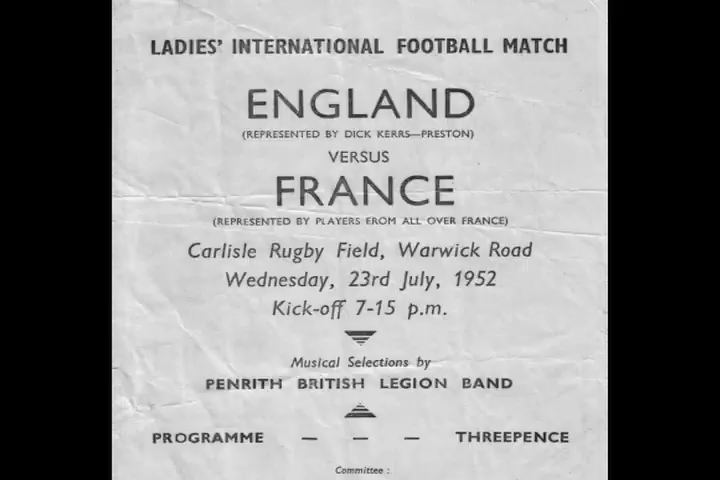 LADIES' INTERNATIONAL FOOTBALL MATCH
ENGLAND
(REPRESENTED BY DICK KERRS—PRESTON)
VERSUS
FRANCE
(REPRESENTED BY PLAYERS FROM ALL OVER FRANCE)
Carlisle Rugby Field, Warwick Road
Wednesday, 23rd July, 1952
Kick-off 7-15 p.m.
Musical Selections by
PENRITH BRITISH LEGION BAND
PROGRAMME — — — THREEPENCE
Committee :